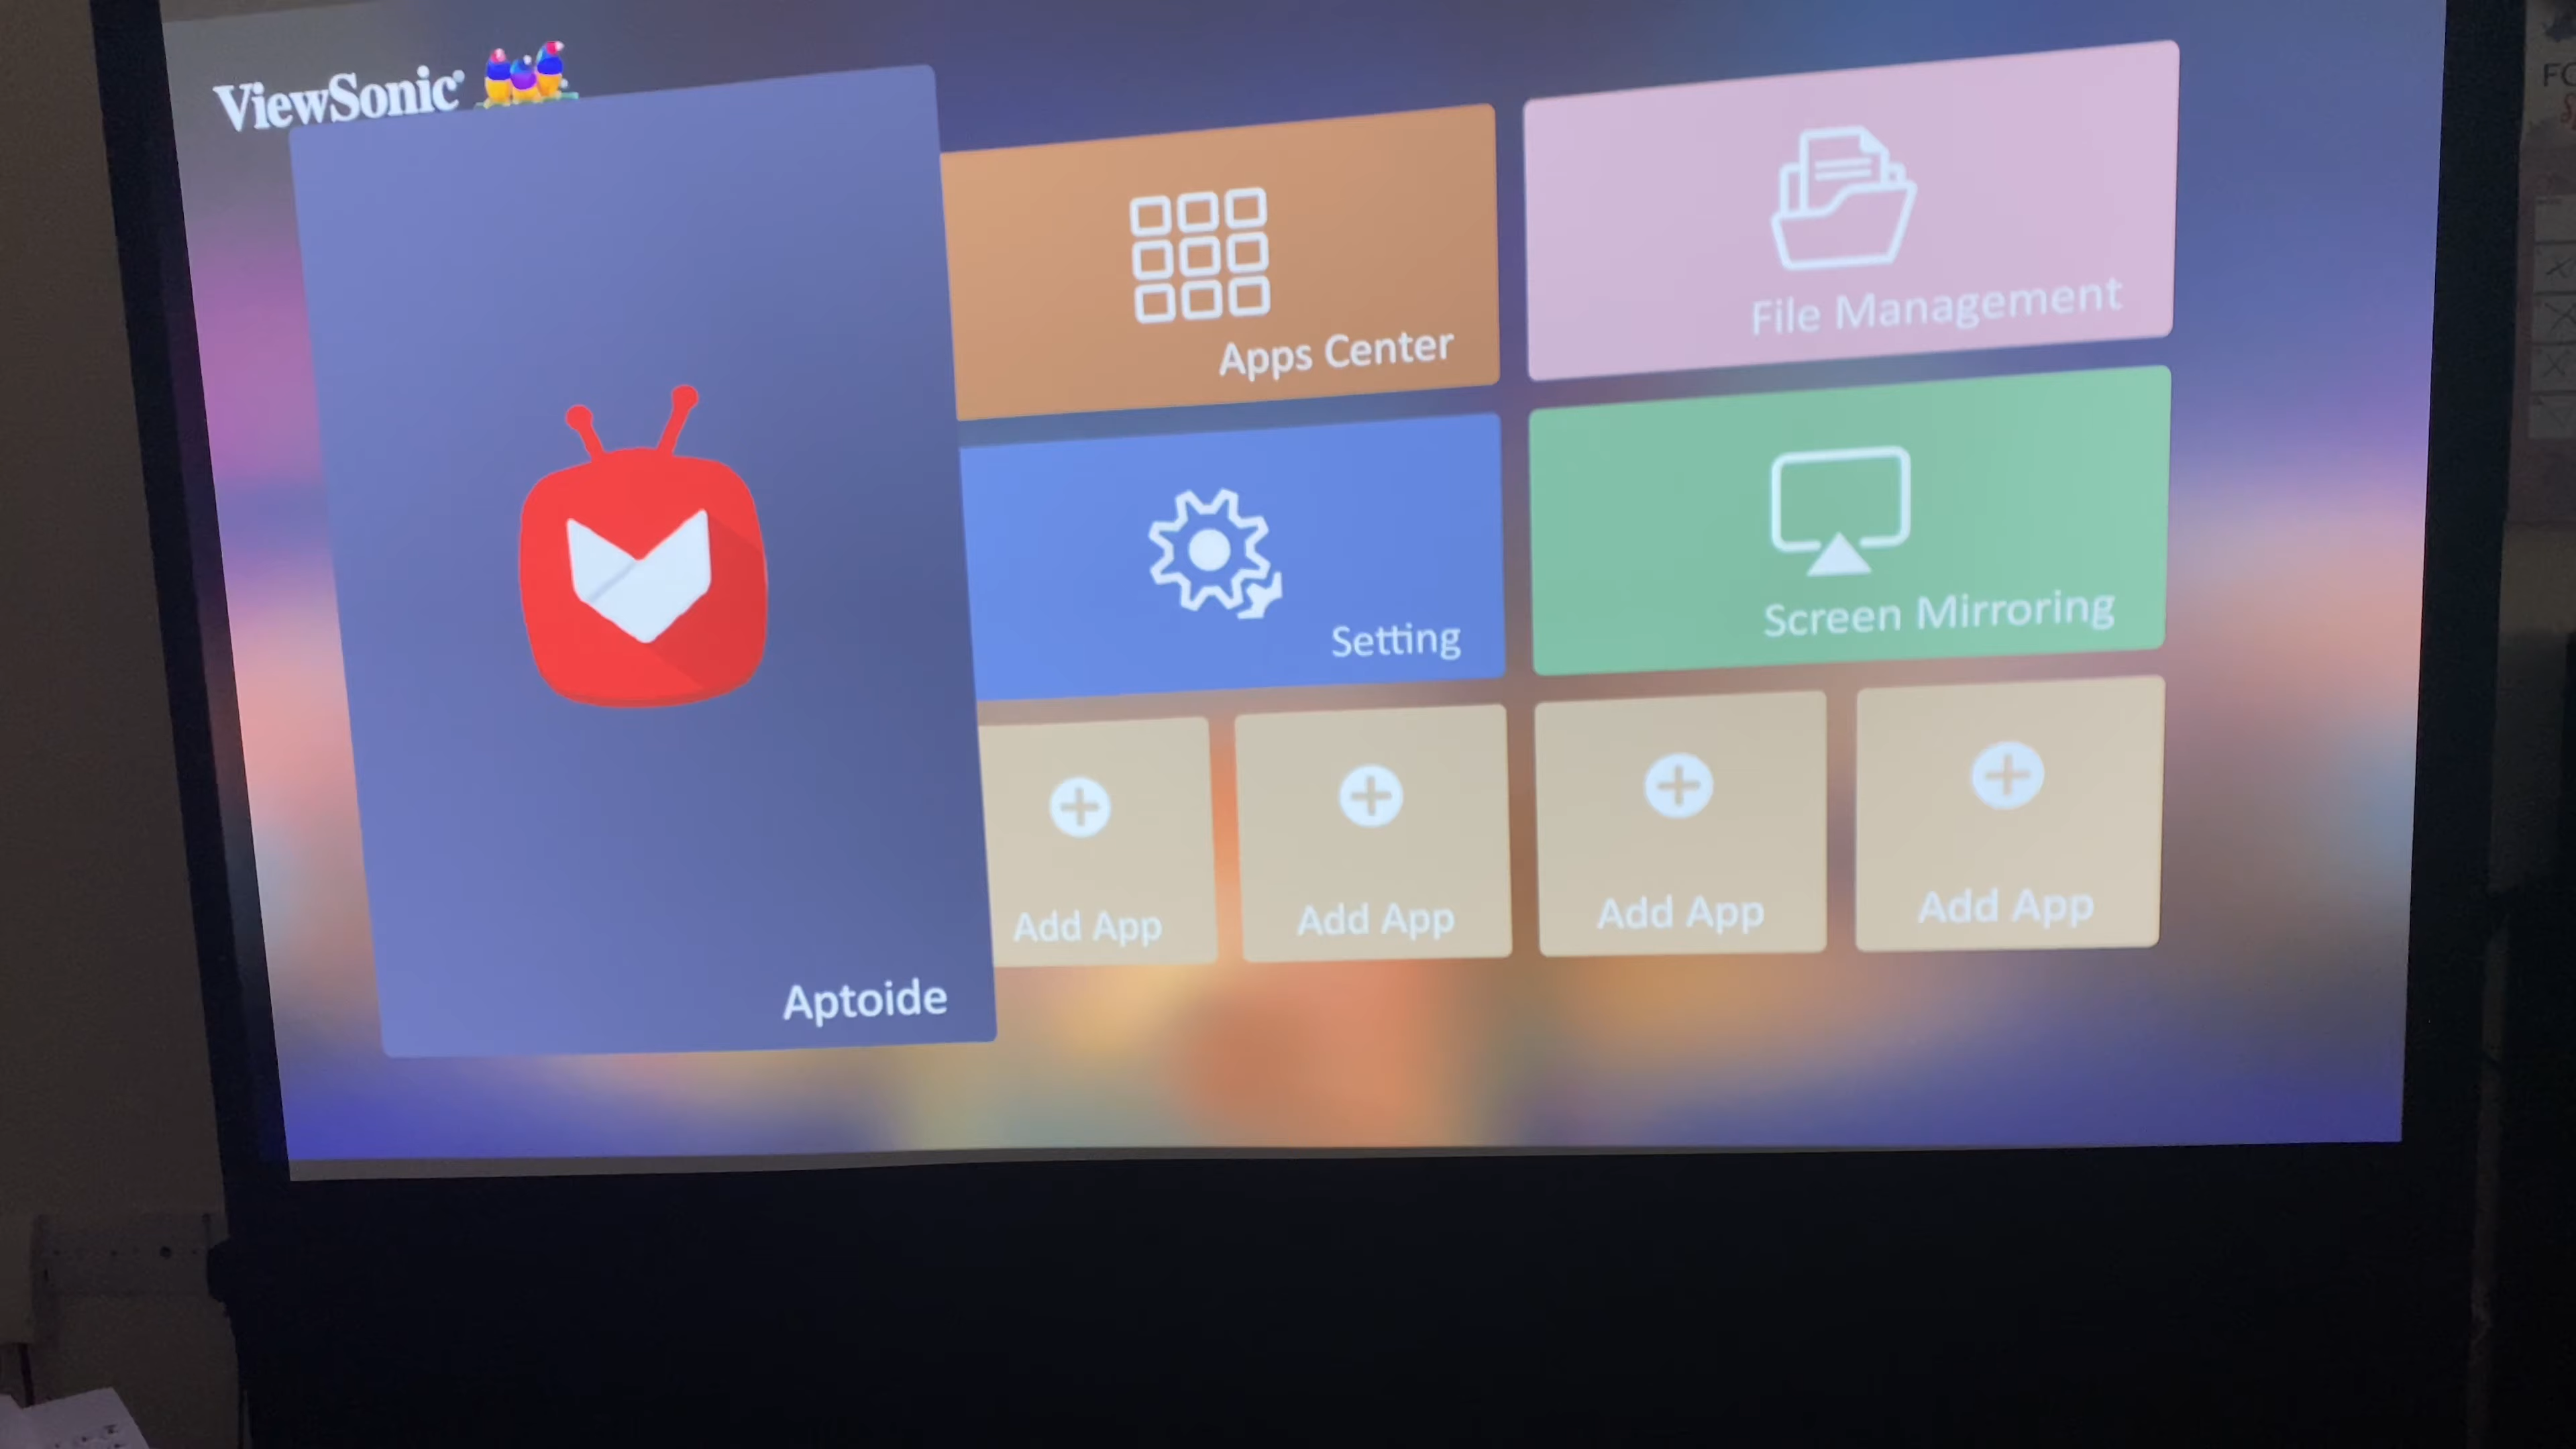 ViewSonic
Apps Center
File Management
Setting
Screen Mirroring
Add App
Add App
Add App
Add App
Aptoide